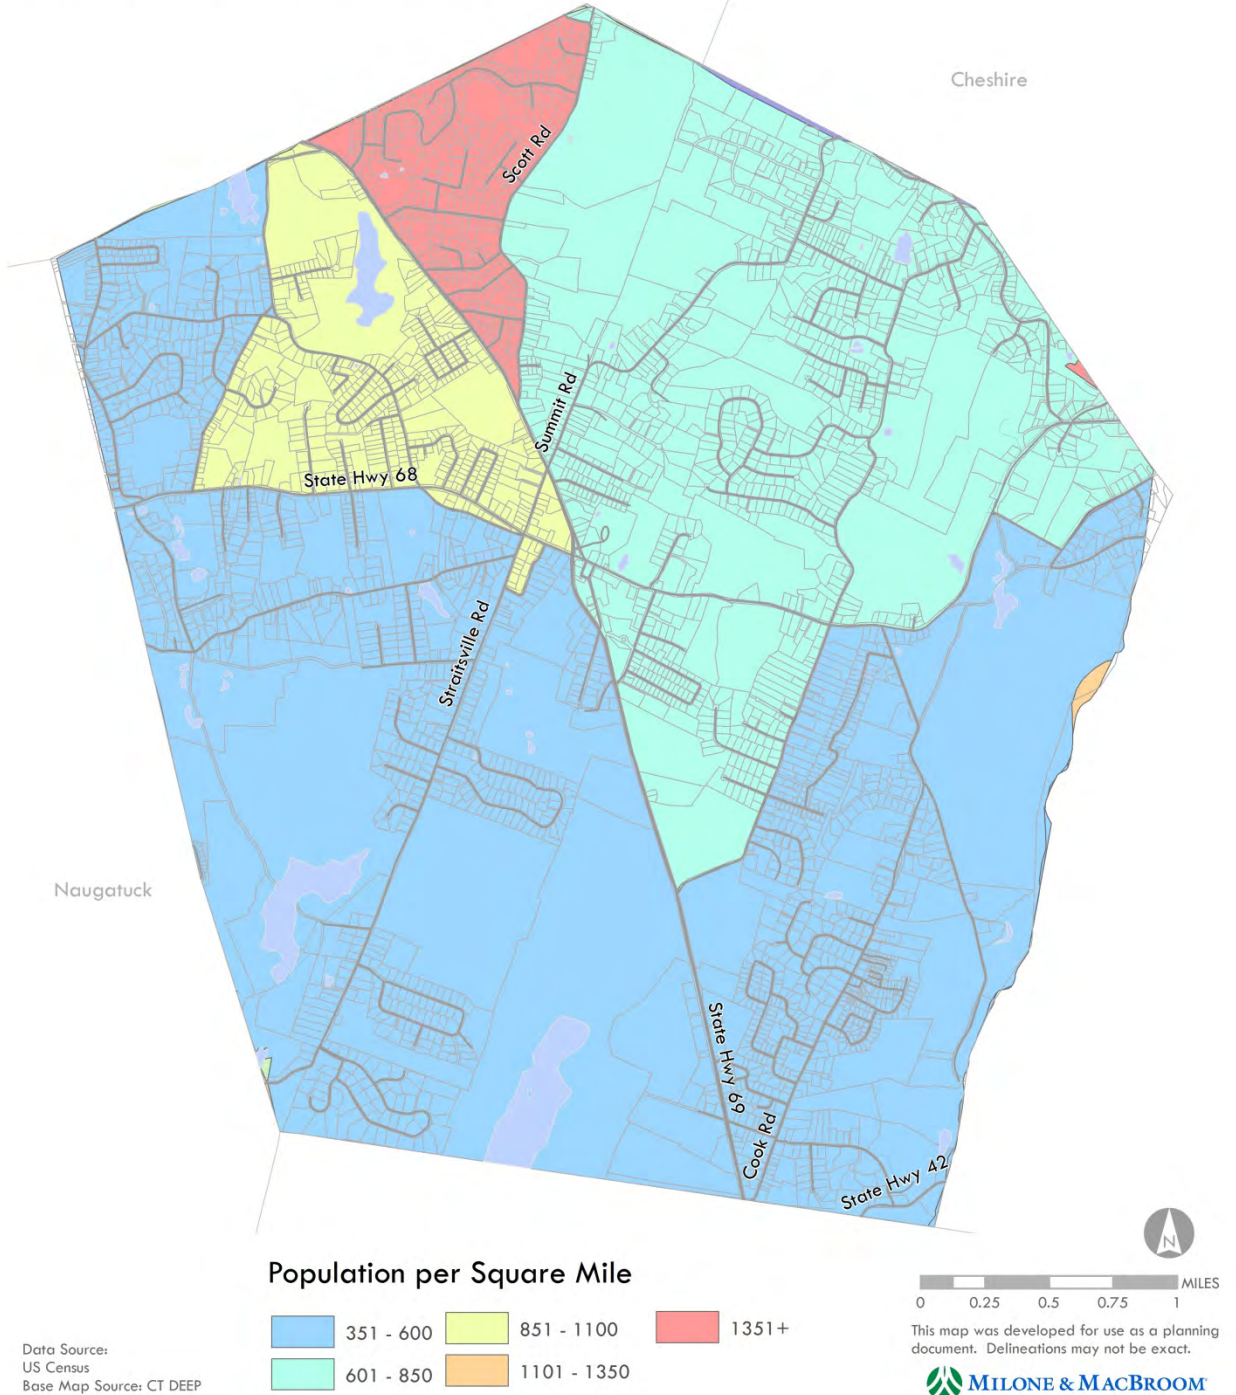 Cheshire
Scott Rd
Summit Rd
State Hwy 68
Straitsville Rd
Naugatuck
State Hwy 69
Cook Rd
State Hwy 42
N
Population per Square Mile
351 - 600
851 - 1100
1351+
601 - 850
1101 - 1350
MILES
0 0.25 0.5 0.75 1
This map was developed for use as a planning
document. Delineations may not be exact.
Data Source:
US Census
Base Map Source: CT DEEP
MILONE & MACBROOM